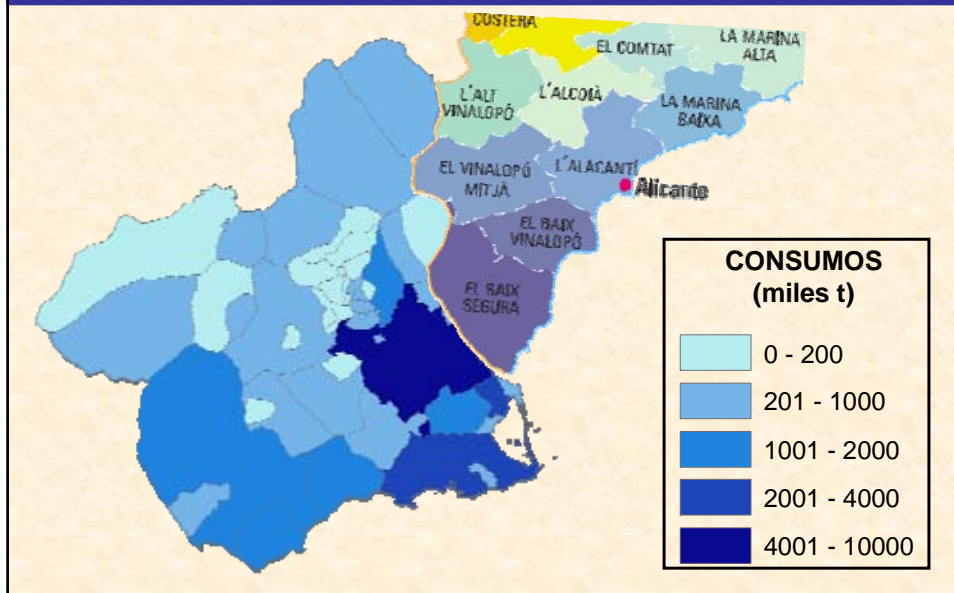 COSTERA
EL COMTAT
LA MARINA
ALTA
L'ALT
VINALOPÓ
L'ALCOIÀ
LA MARINA
BAIXA
EL VINALOPÓ
MITJÀ
L'ALACANTÍ
Alicante
EL BAIX
VINALOPÓ
EL BAIX
SEGURA
CONSUMOS
(miles t)
0 - 200
201 - 1000
1001 - 2000
2001 - 4000
4001 - 10000